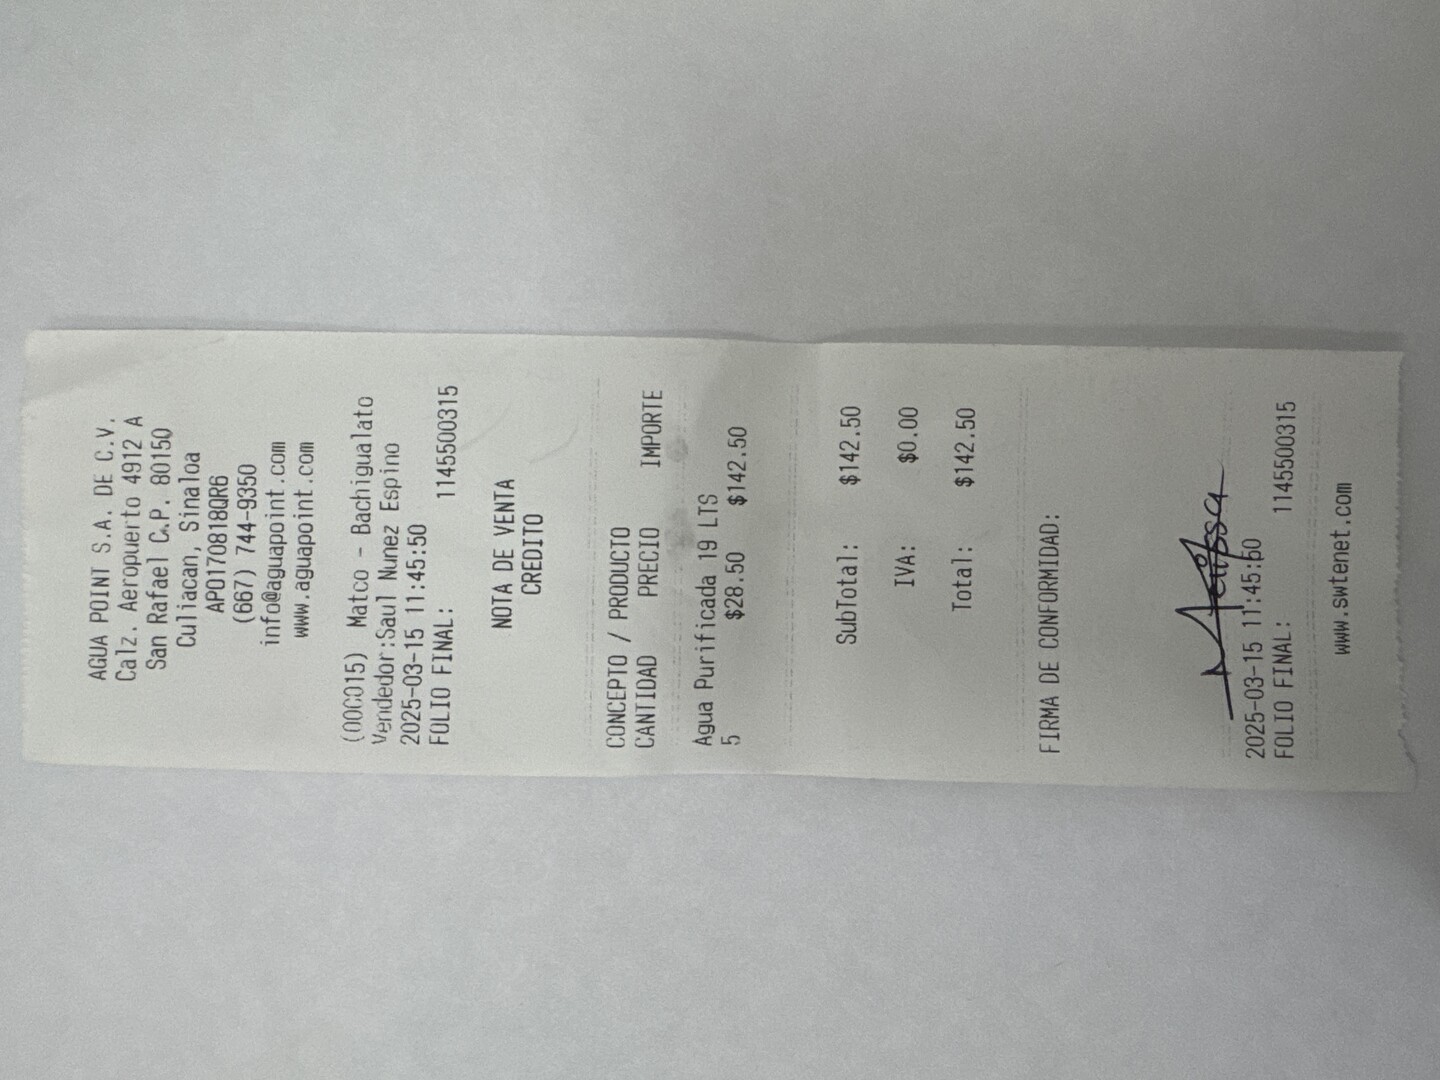 AGUA POINT S.A. DE C.V.
Calz. Aeropuerto 4912 A
San Rafael C.P. 80150
Culiacan, Sinaloa
APO170818QR6
(667) 744-9350
info@aguapoint.com
www.aguapoint.com
(000015) Matco - Bachigualato
Vendedor:Saul Nunez Espino
2025-03-15 11:45:50
FOLIO FINAL: 1145500315
NOTA DE VENTA
CREDITO
CONCEPTO / PRODUCTO
CANTIDAD PRECIO IMPORTE
Agua Purificada 19 LTS
5 $28.50 $142.50
SubTotal: $142.50
IVA: $0.00
Total: $142.50
FIRMA DE CONFORMIDAD:
2025-03-15 11:45:50
FOLIO FINAL: 1145500315
www.swtenet.com